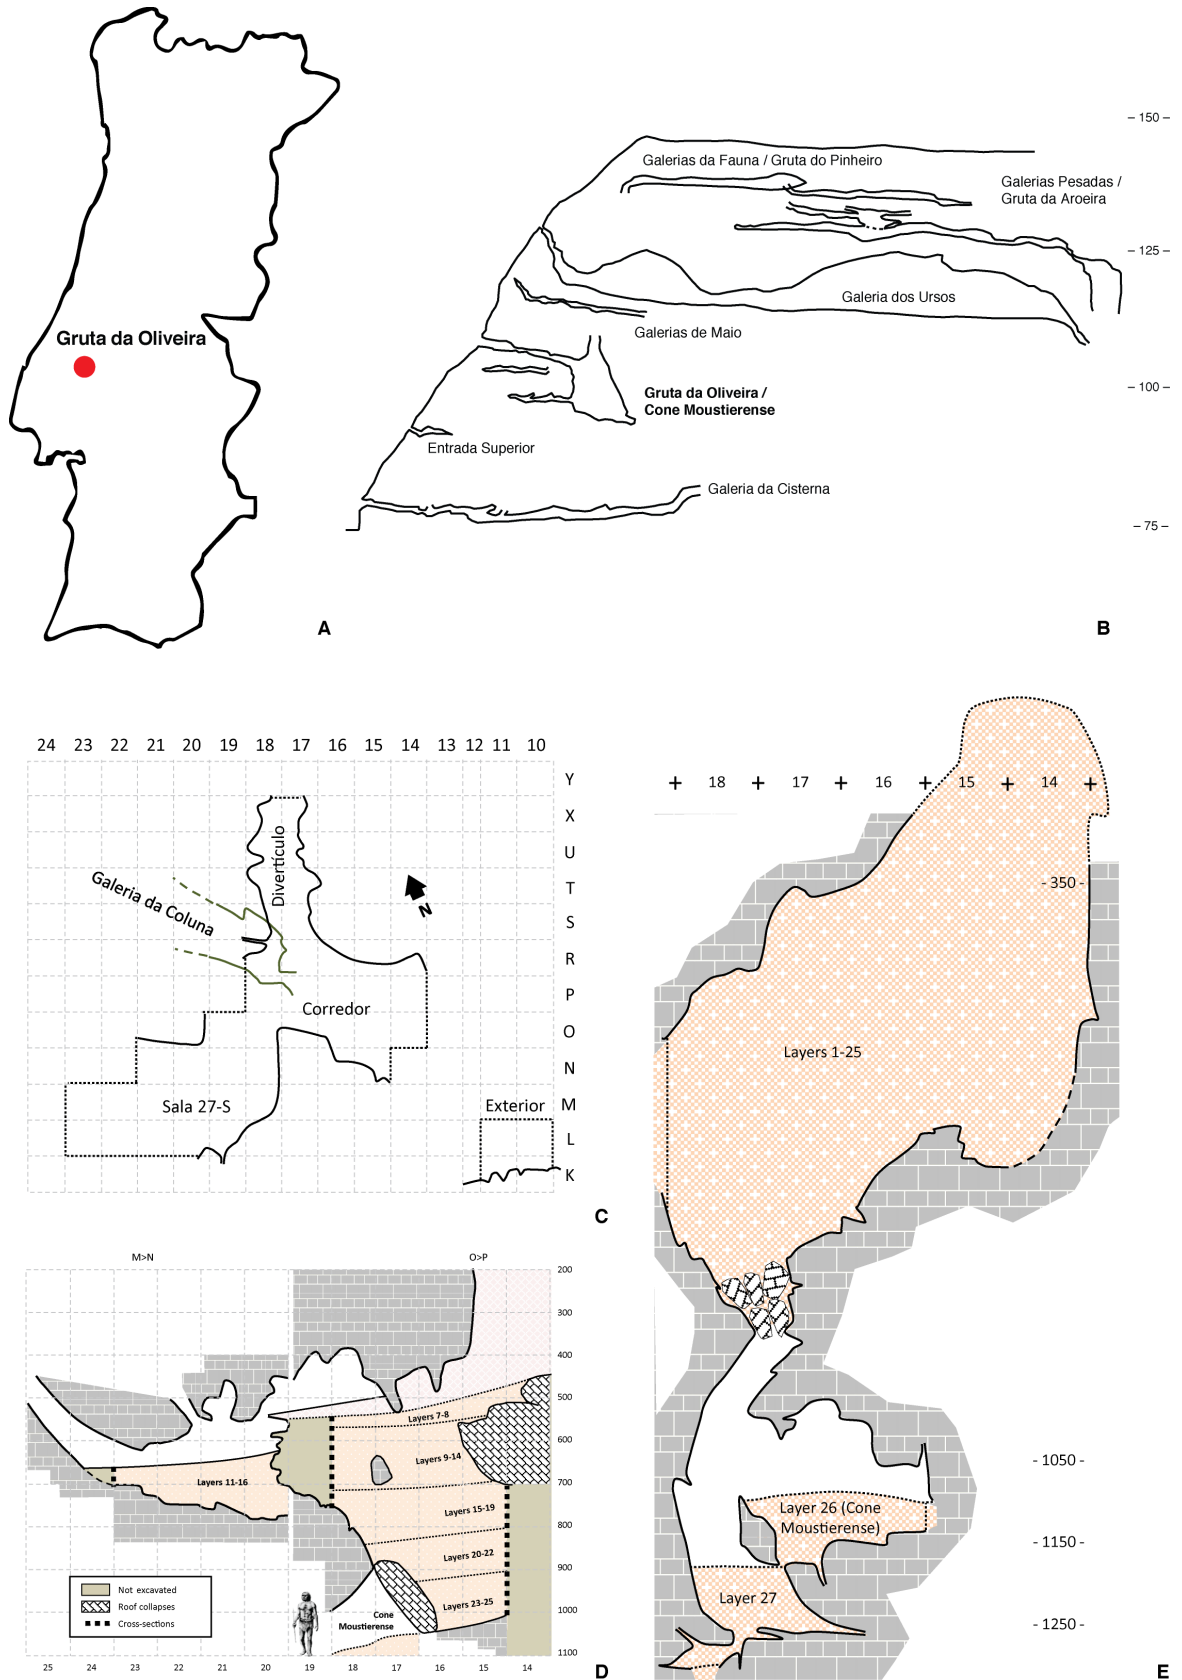 Gruta da Oliveira
A
– 150 –
Galerias da Fauna / Gruta do Pinheiro
Galerias Pesadas /
Gruta da Aroeira
– 125 –
Galeria dos Ursos
Galerias de Maio
– 100 –
Gruta da Oliveira /
Cone Moustierense
Entrada Superior
Galeria da Cisterna
– 75 –
B
24 23 22 21 20 19 18 17 16 15 14 13 12 11 10
Y
X
U
T
S
R
P
O
N
M
L
K
Divertículo
Galeria da Coluna
N
Corredor
Sala 27-S
Exterior
C
M>N
O>P
200
300
400
500
600
700
800
900
1000
1100
Layers 7-8
Layers 9-14
Layers 11-16
Layers 15-19
Layers 20-22
Layers 23-25
Cone
Moustierense
Not excavated
Roof collapses
Cross-sections
25 24 23 22 21 20 19 18 17 16 15 14
D
+ 18 + 17 + 16 + 15 + 14 +
- 350 -
Layers 1-25
- 1050 -
Layer 26 (Cone
Moustierense)
- 1150 -
Layer 27
- 1250 -
E